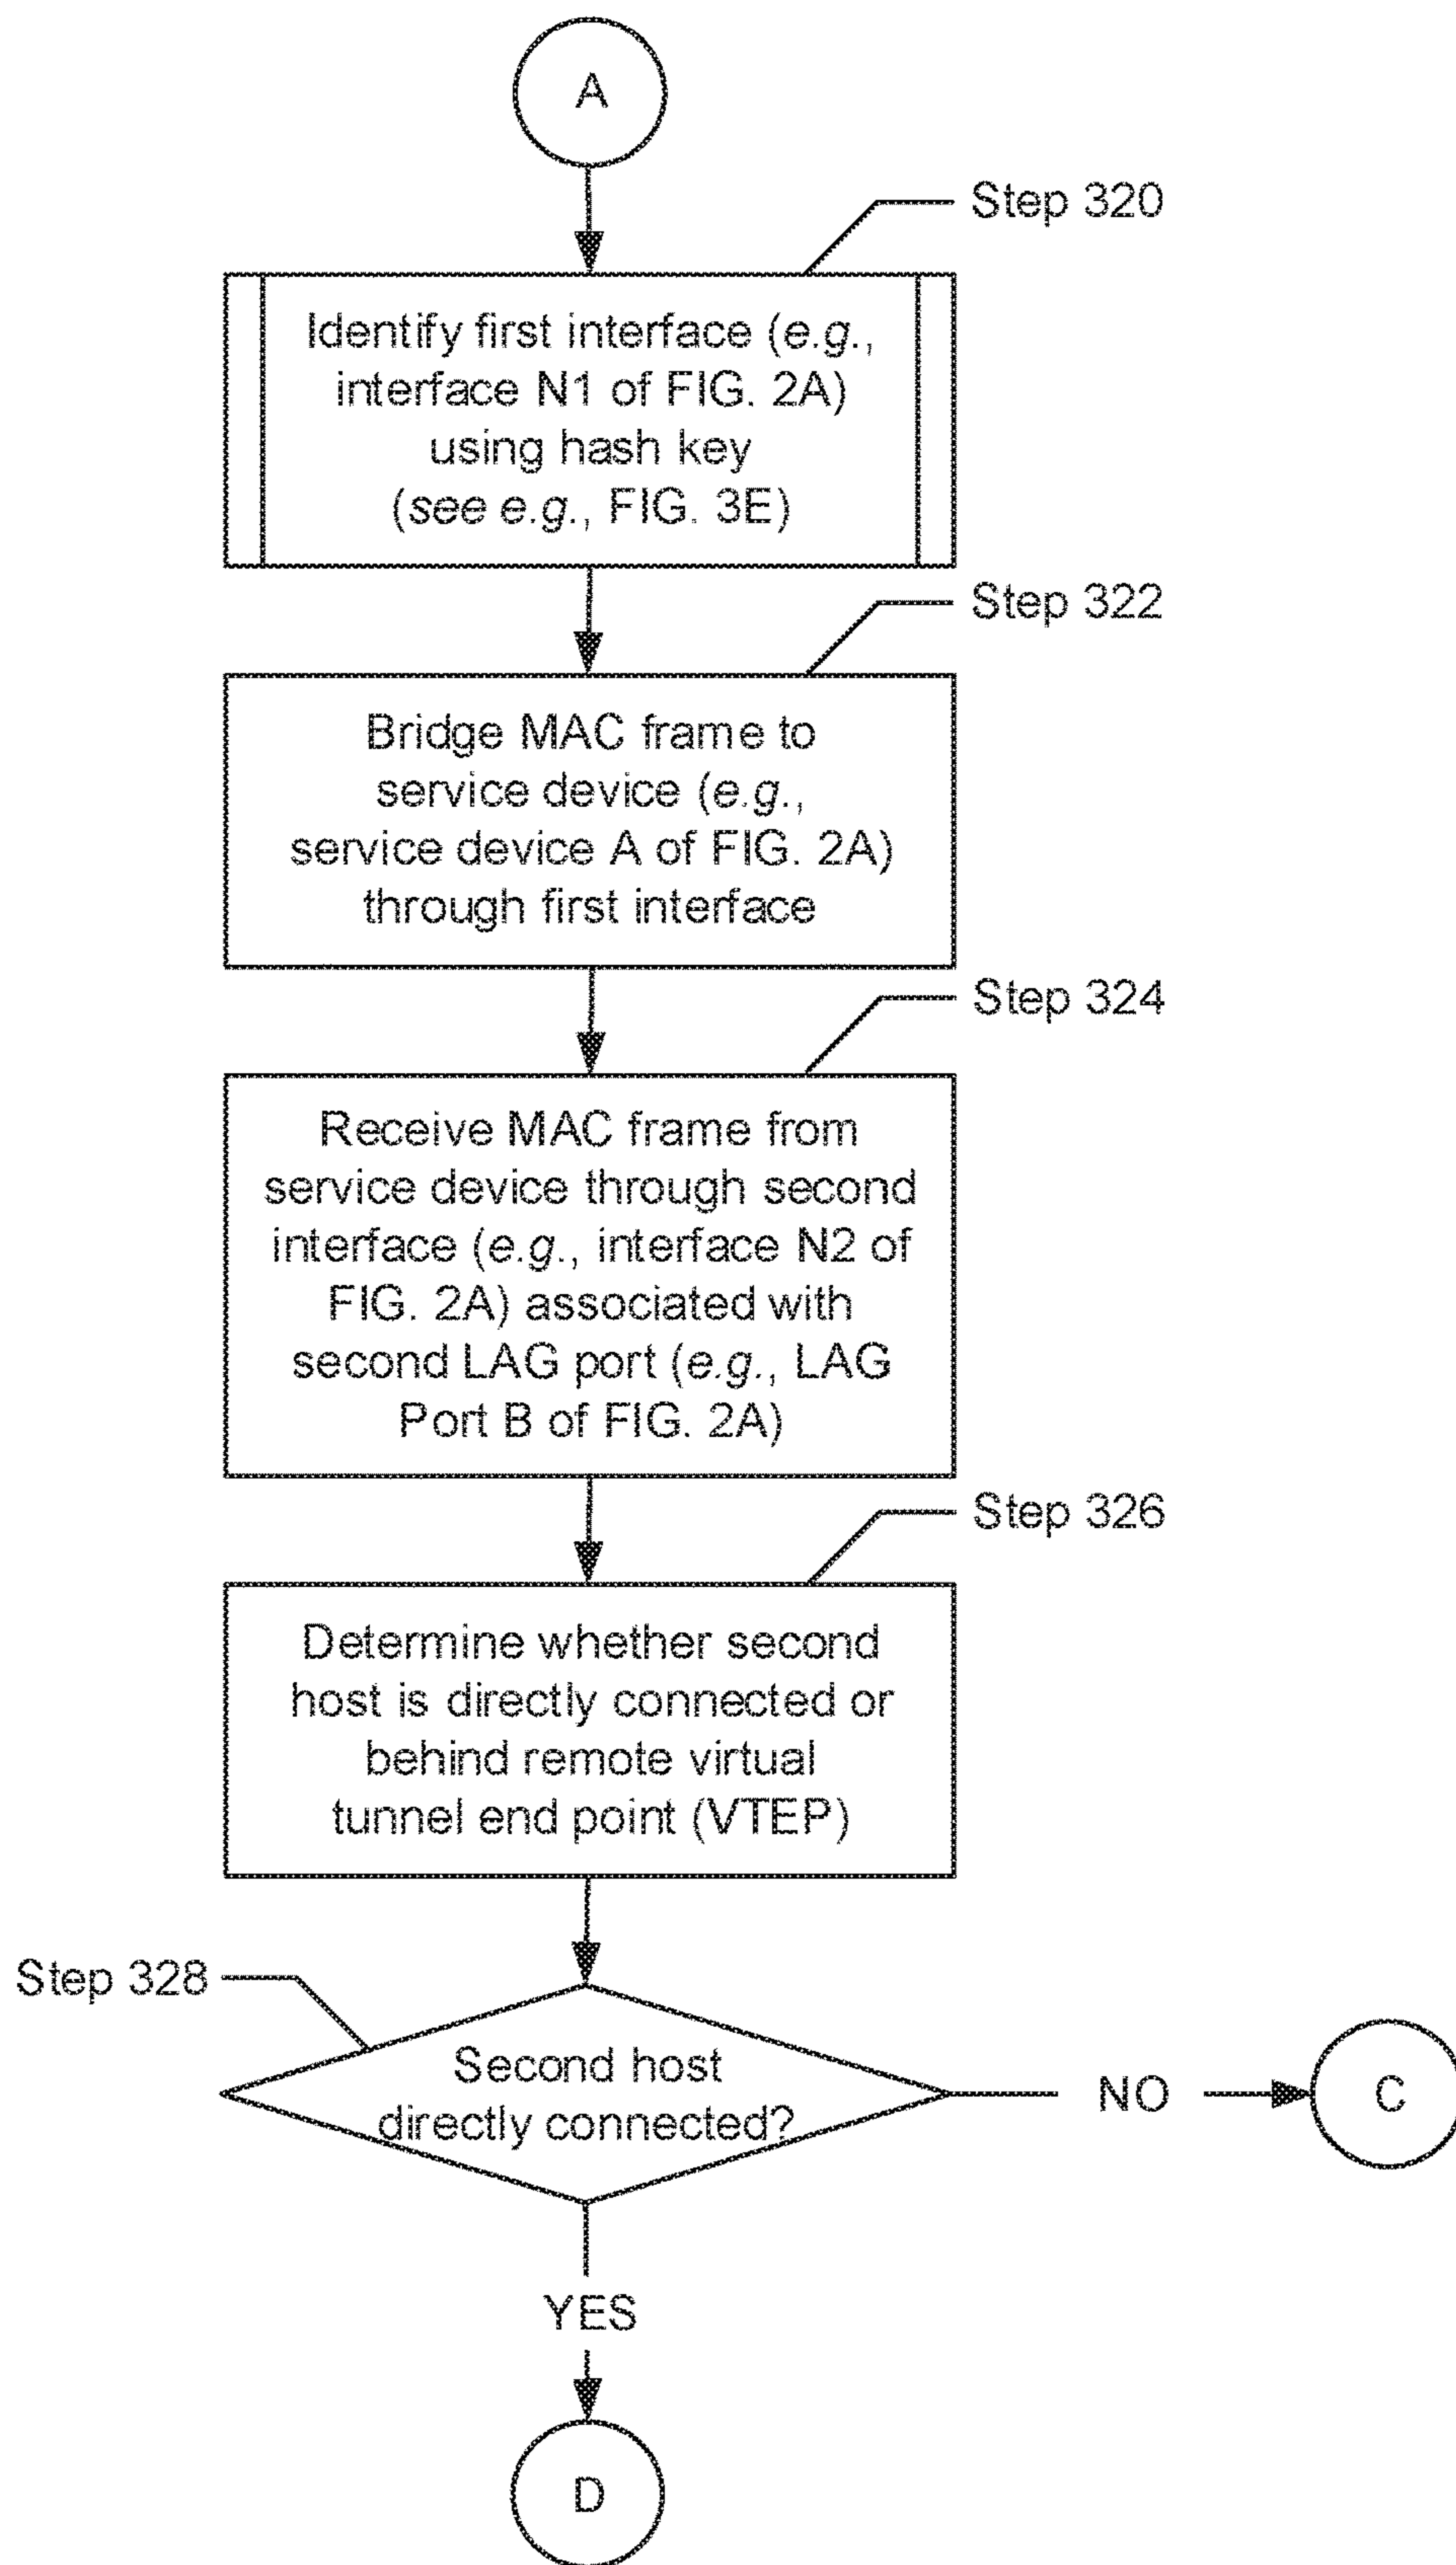 A
Step 320
Identify first interface (e.g.,
interface N1 of FIG. 2A)
using hash key
(see e.g., FIG. 3E)
Step 322
Bridge MAC frame to
service device (e.g.,
service device A of FIG. 2A)
through first interface
Step 324
Receive MAC frame from
service device through second
interface (e.g., interface N2 of
FIG. 2A) associated with
second LAG port (e.g., LAG
Port B of FIG. 2A)
Step 326
Determine whether second
host is directly connected or
behind remote virtual
tunnel end point (VTEP)
Step 328
Second host
directly connected?
NO
C
YES
D